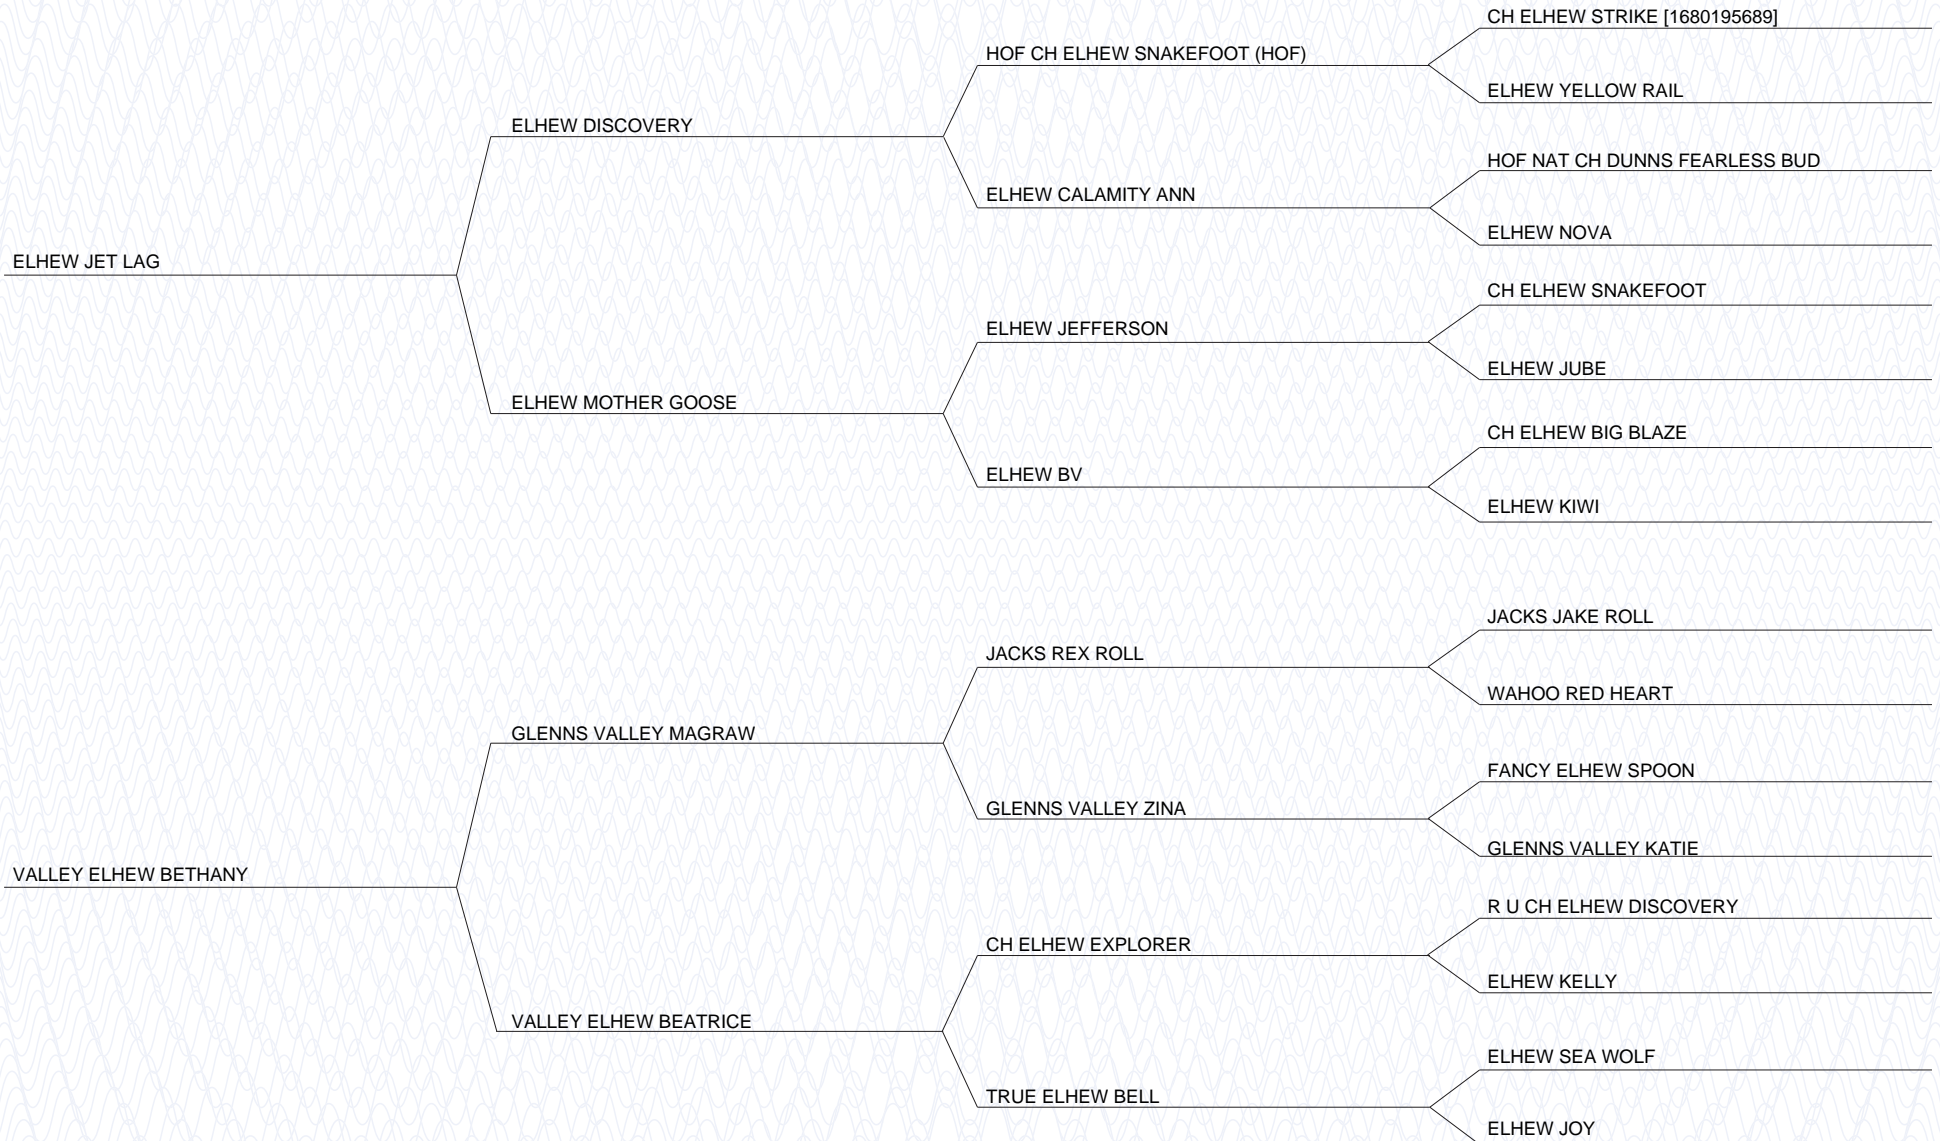 CH ELHEW STRIKE [1680195689]
HOF CH ELHEW SNAKEFOOT (HOF)
ELHEW YELLOW RAIL
ELHEW DISCOVERY
HOF NAT CH DUNNS FEARLESS BUD
ELHEW CALAMITY ANN
ELHEW NOVA
ELHEW JET LAG
CH ELHEW SNAKEFOOT
ELHEW JEFFERSON
ELHEW JUBE
ELHEW MOTHER GOOSE
CH ELHEW BIG BLAZE
ELHEW BV
ELHEW KIWI
JACKS JAKE ROLL
JACKS REX ROLL
WAHOO RED HEART
GLENNS VALLEY MAGRAW
FANCY ELHEW SPOON
GLENNS VALLEY ZINA
GLENNS VALLEY KATIE
VALLEY ELHEW BETHANY
R U CH ELHEW DISCOVERY
CH ELHEW EXPLORER
ELHEW KELLY
VALLEY ELHEW BEATRICE
ELHEW SEA WOLF
TRUE ELHEW BELL
ELHEW JOY